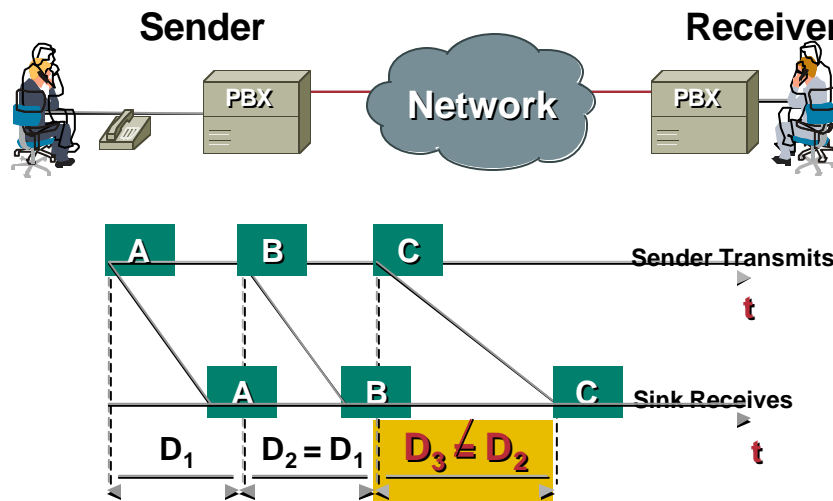 Sender Receiver
PBX Network PBX
A B C Sender Transmits
t
A B C Sink Receives
D₁ D₂ = D₁ D₃ ≠ D₂ t